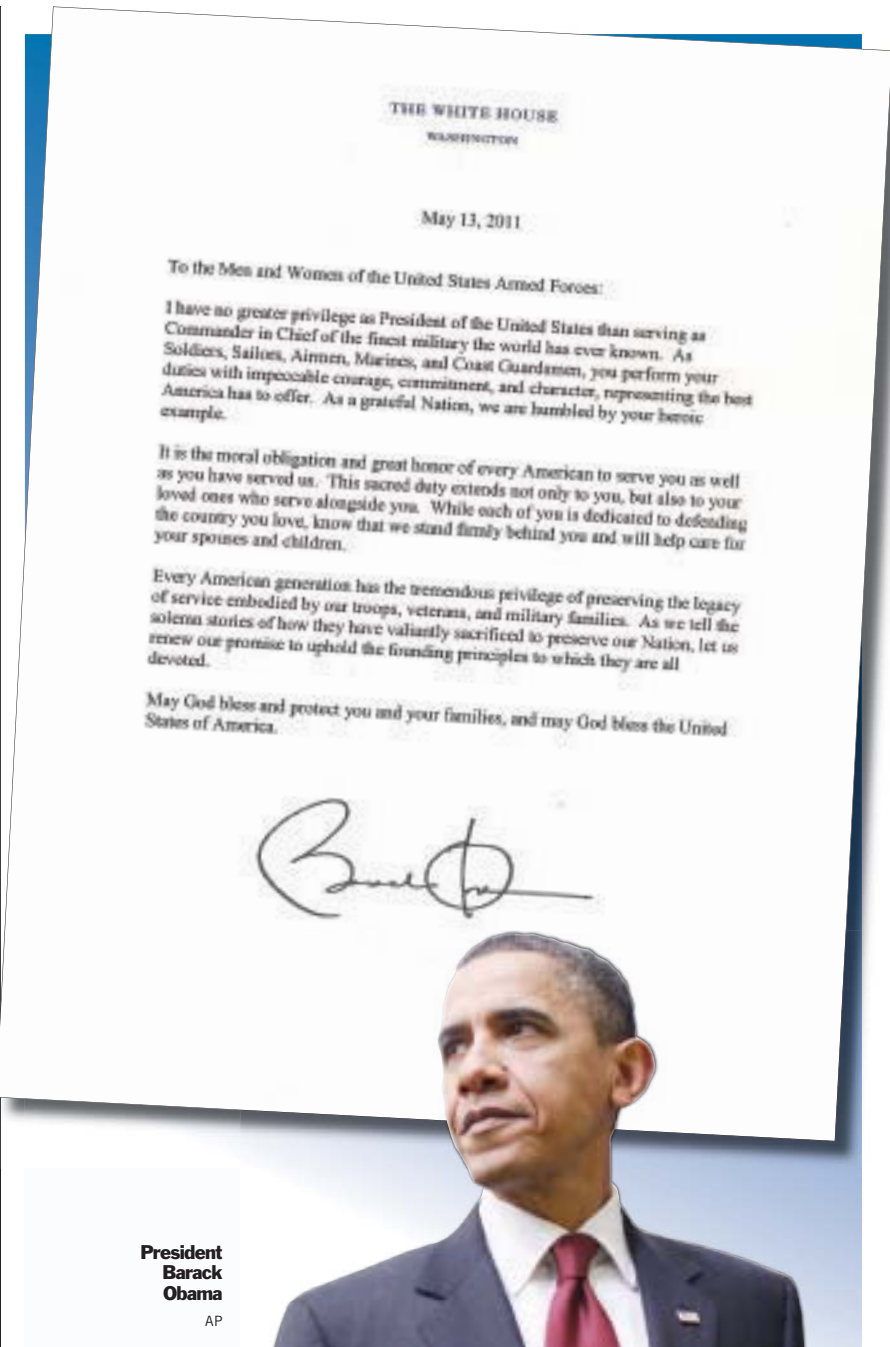 THE WHITE HOUSE
WASHINGTON
May 13, 2011
To the Men and Women of the United States Armed Forces:
I have no greater privilege as President of the United States than serving as
Commander in Chief of the finest military the world has ever known. As
Soldiers, Sailors, Airmen, Marines, and Coast Guardsmen, you perform your
duties with impeccable courage, commitment, and character, representing the best
America has to offer. As a grateful Nation, we are humbled by your heroic
example.
It is the moral obligation and great honor of every American to serve you as well
as you have served us. This sacred duty extends not only to you, but also to your
loved ones who serve alongside you. While each of you is dedicated to defending
the country you love, know that we stand firmly behind you and will help care for
your spouses and children.
Every American generation has the tremendous privilege of preserving the legacy
of service embodied by our troops, veterans, and military families. As we tell the
solemn stories of how they have valiantly sacrificed to preserve our Nation, let us
renew our promise to uphold the founding principles to which they are all
devoted.
May God bless and protect you and your families, and may God bless the United
States of America.
President
Barack
Obama
AP